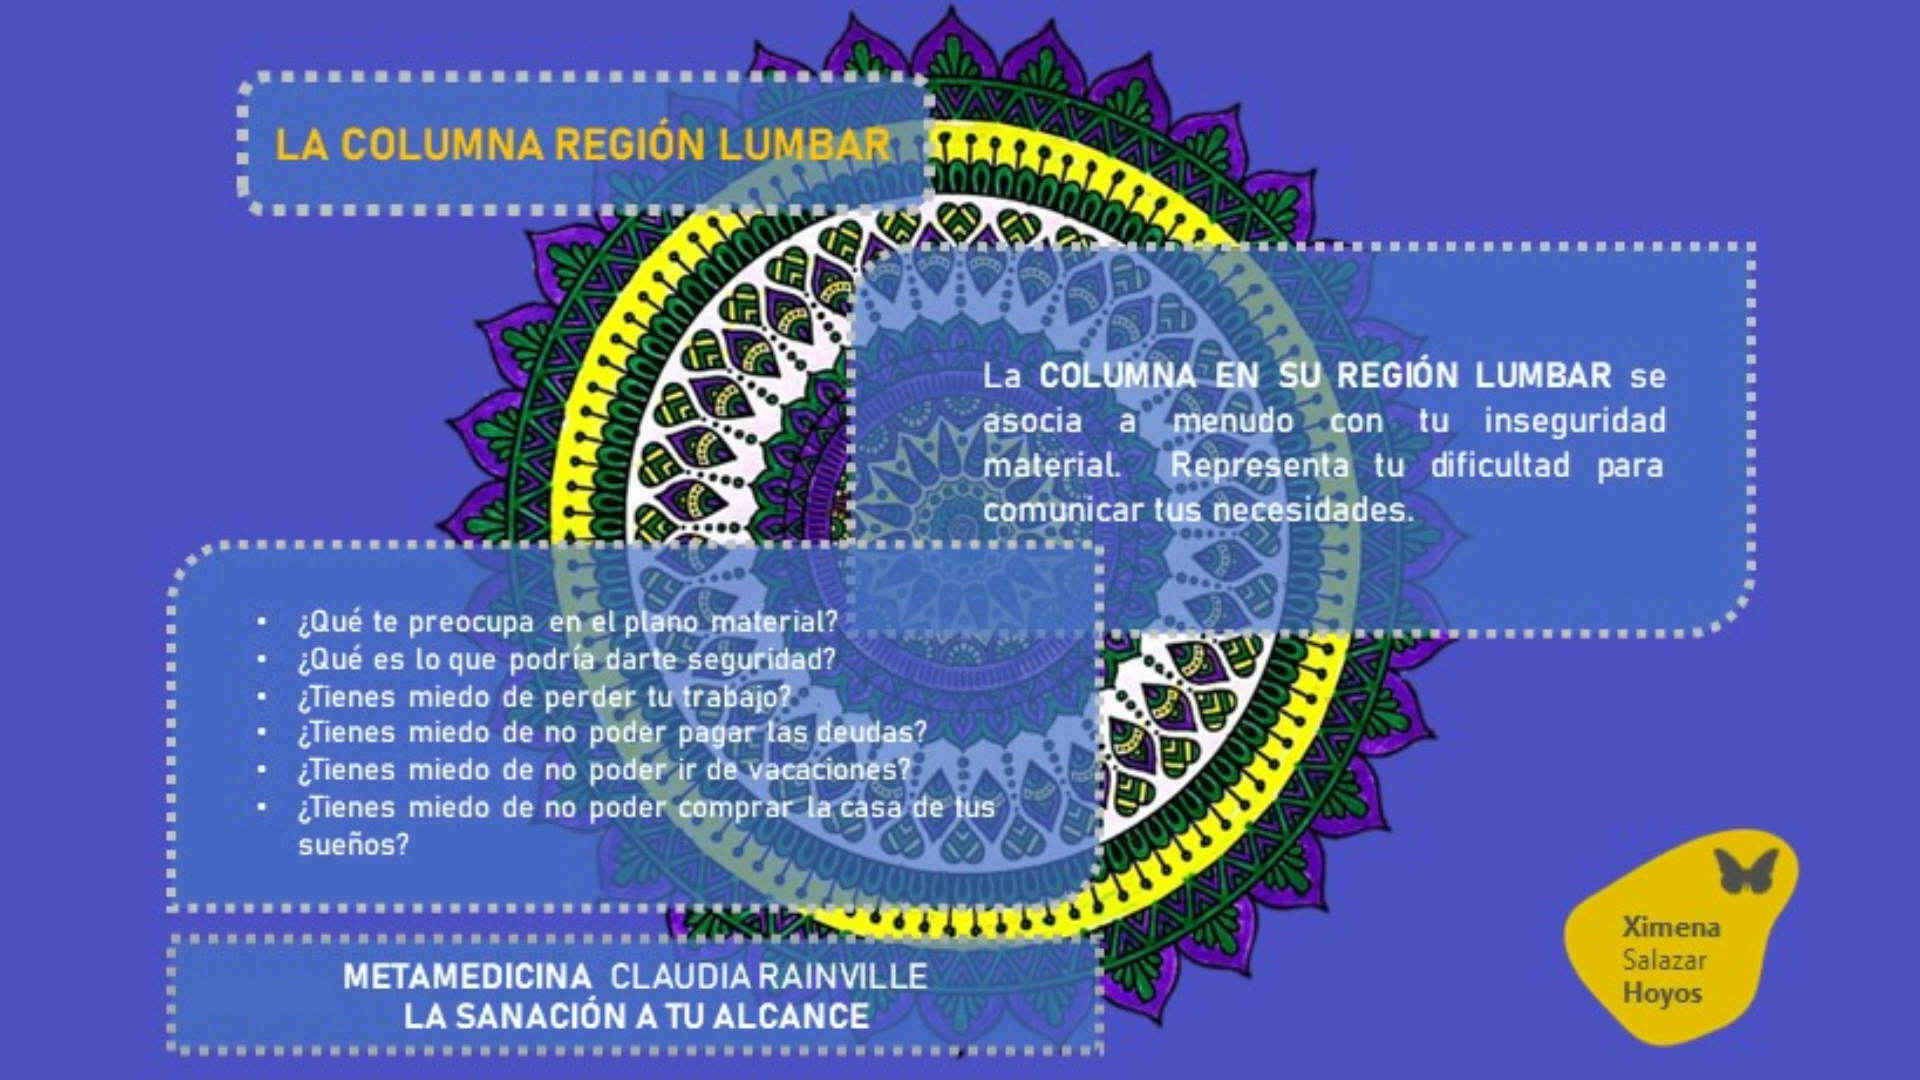 LA COLUMNA REGIÓN LUMBAR
La COLUMNA EN SU REGIÓN LUMBAR se
asocia a menudo con tu inseguridad
material. Representa tu dificultad para
comunicar tus necesidades.
• ¿Qué te preocupa en el plano material?
• ¿Qué es lo que podría darte seguridad?
• ¿Tienes miedo de perder tu trabajo?
• ¿Tienes miedo de no poder pagar las deudas?
• ¿Tienes miedo de no poder ir de vacaciones?
• ¿Tienes miedo de no poder comprar la casa de tus
sueños?
METAMEDICINA CLAUDIA RAINVILLE
LA SANACIÓN A TU ALCANCE
Ximena
Salazar
Hoyos